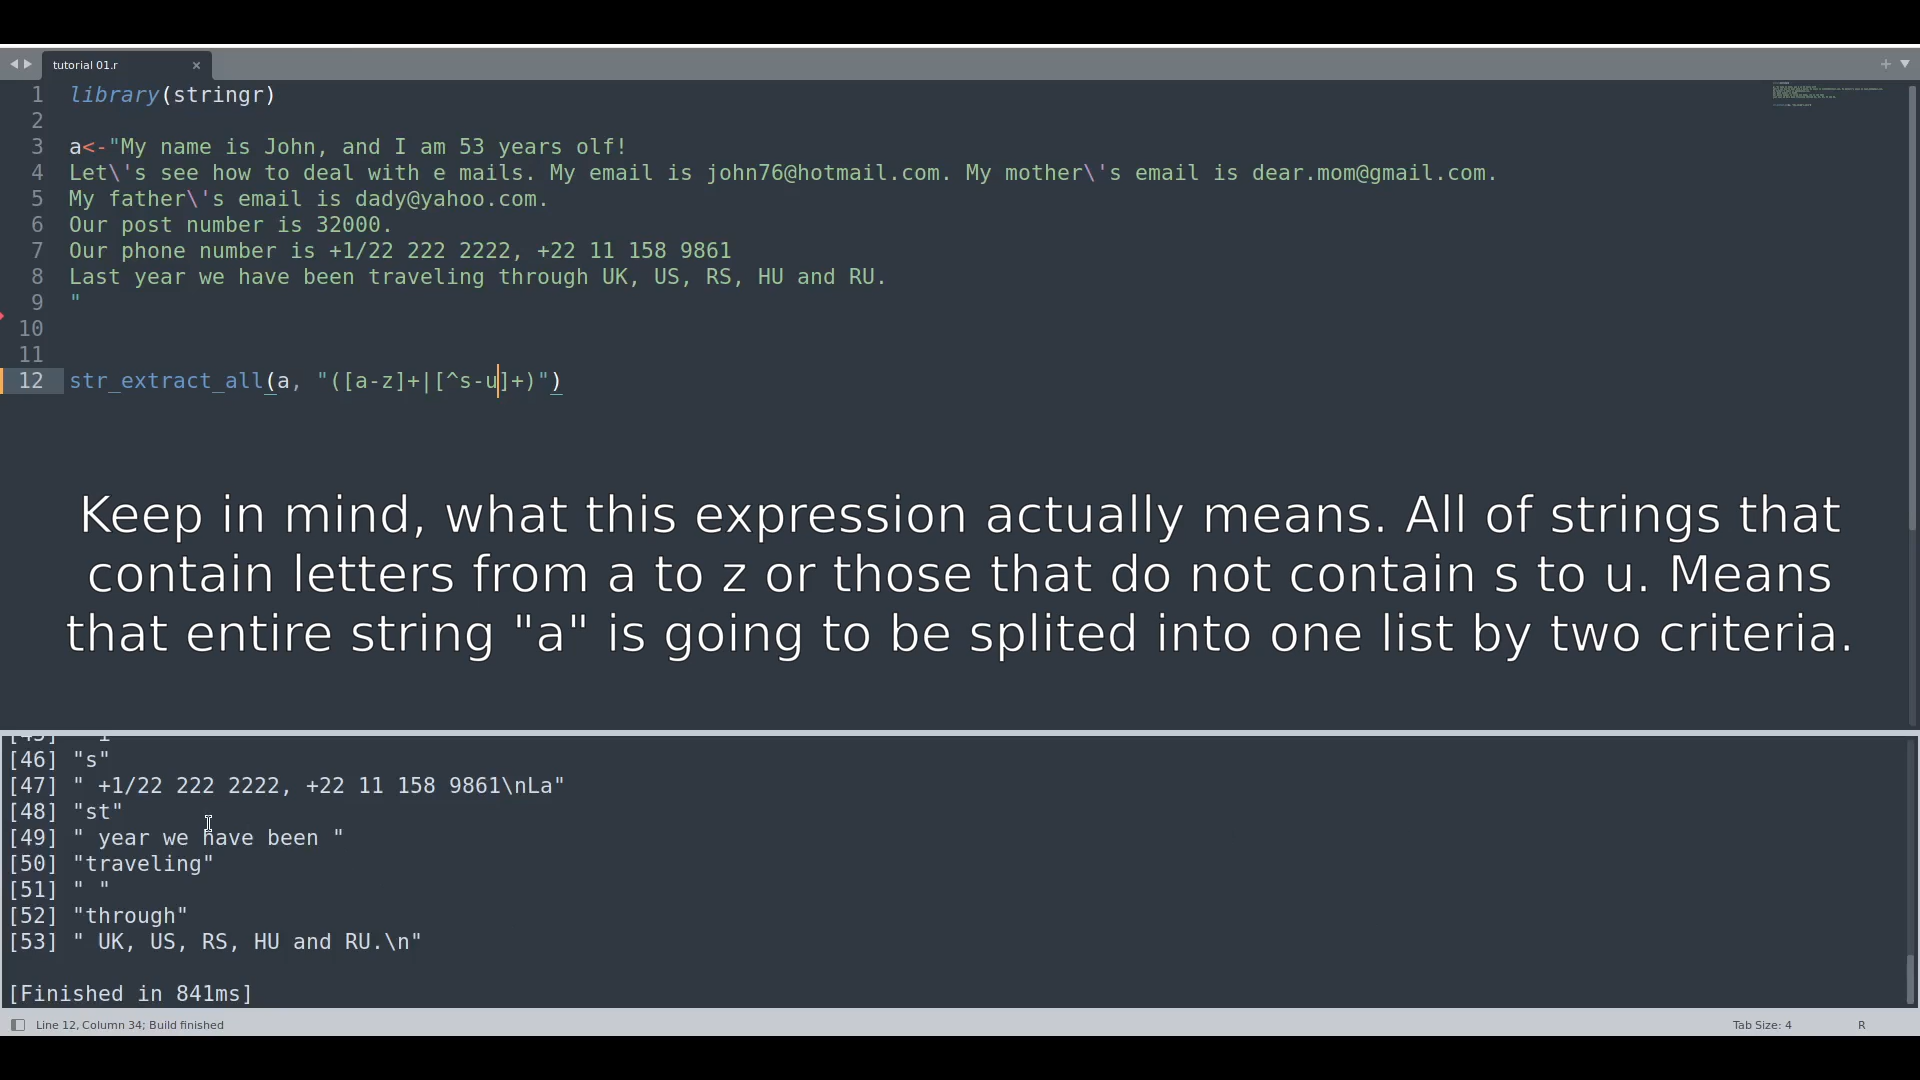 tutorial 01.r
1 library(stringr)
2
3 a<-"My name is John, and I am 53 years olf!
4 Let\'s see how to deal with e mails. My email is john76@hotmail.com. My mother\'s email is dear.mom@gmail.com.
5 My father\'s email is dady@yahoo.com.
6 Our post number is 32000.
7 Our phone number is +1/22 222 2222, +22 11 158 9861
8 Last year we have been traveling through UK, US, RS, HU and RU.
9 "
10
11
12 str_extract_all(a, "([a-z]+|[^s-u]+)")
Keep in mind, what this expression actually means. All of strings that
contain letters from a to z or those that do not contain s to u. Means
that entire string "a" is going to be splited into one list by two criteria.
[46] "s"
[47] " +1/22 222 2222, +22 11 158 9861\nLa"
[48] "st"
[49] " year we have been "
[50] "traveling"
[51] " "
[52] "through"
[53] " UK, US, RS, HU and RU.\n"
[Finished in 841ms]
Line 12, Column 34; Build finished
Tab Size: 4
R